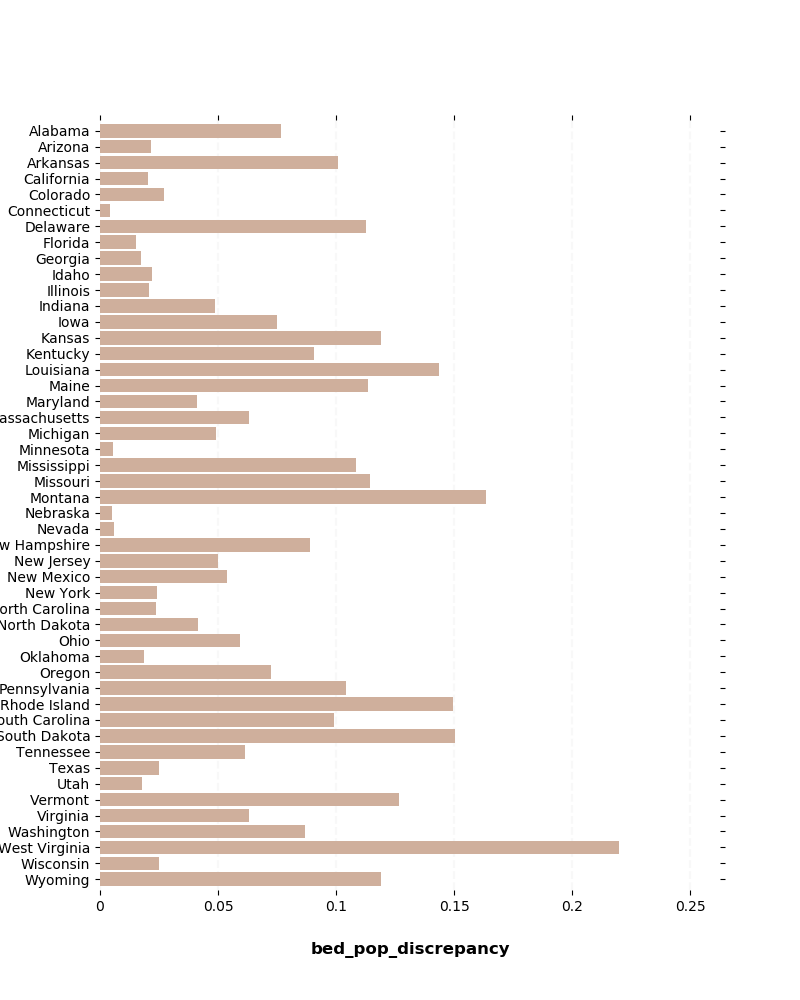 Alabama
Arizona
Arkansas
California
Colorado
Connecticut
Delaware
Florida
Georgia
Idaho
Illinois
Indiana
Iowa
Kansas
Kentucky
Louisiana
Maine
Maryland
assachusetts
Michigan
Minnesota
Mississippi
Missouri
Montana
Nebraska
Nevada
w Hampshire
New Jersey
New Mexico
New York
orth Carolina
North Dakota
Ohio
Oklahoma
Oregon
Pennsylvania
Rhode Island
outh Carolina
South Dakota
Tennessee
Texas
Utah
Vermont
Virginia
Washington
West Virginia
Wisconsin
Wyoming
0 0.05 0.1 0.15 0.2 0.25
bed_pop_discrepancy